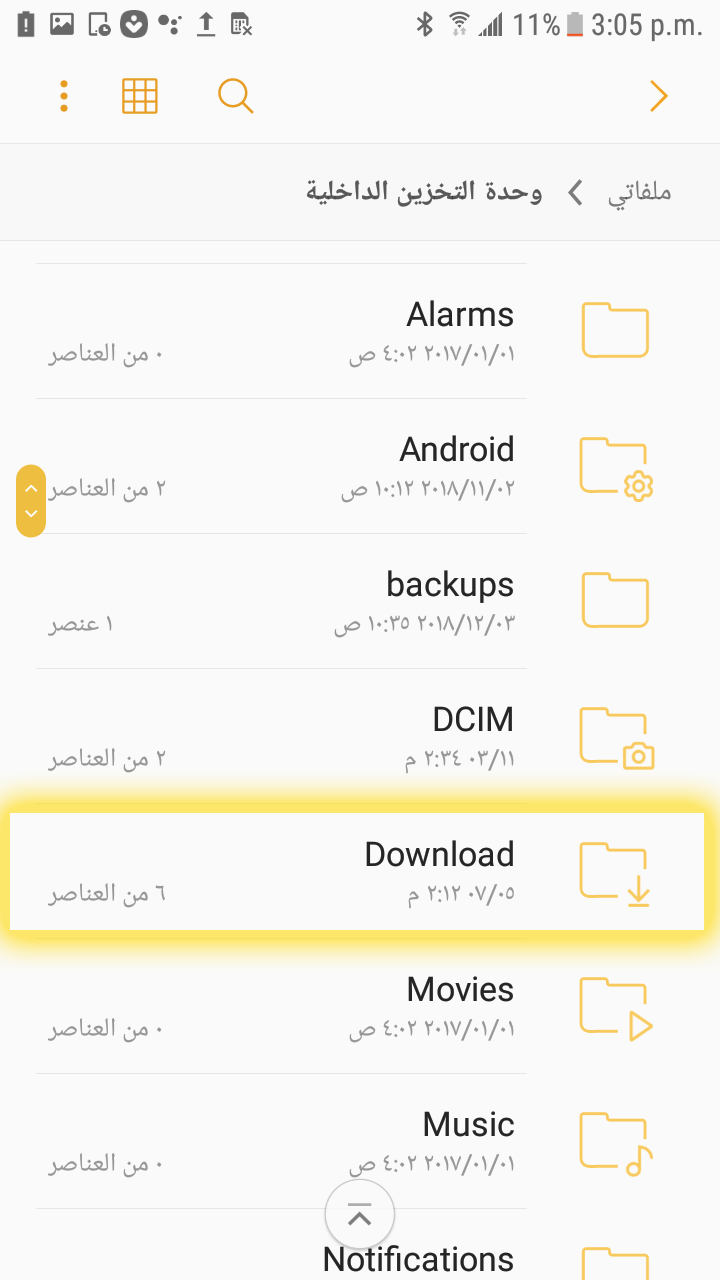 11% 3:05 p.m.
ملفاتي
وحدة التخزين الداخلية
Alarms
٢٠١٧/٠١/٠١ ٤:٠٢ ص
٠ من العناصر
Android
٢٠١٨/١١/٠٢ ١٠:١٢ ص
٢ من العناصر
backups
٢٠١٨/١٢/٠٣ ١٠:٣٥ ص
١ عنصر
DCIM
٠٣/١١ ٢:٣٤ م
٢ من العناصر
Download
٠٧/٠٥ ٢:١٢ م
٦ من العناصر
Movies
٢٠١٧/٠١/٠١ ٤:٠٢ ص
٠ من العناصر
Music
٢٠١٧/٠١/٠١ ٤:٠٢ ص
٠ من العناصر
Notifications